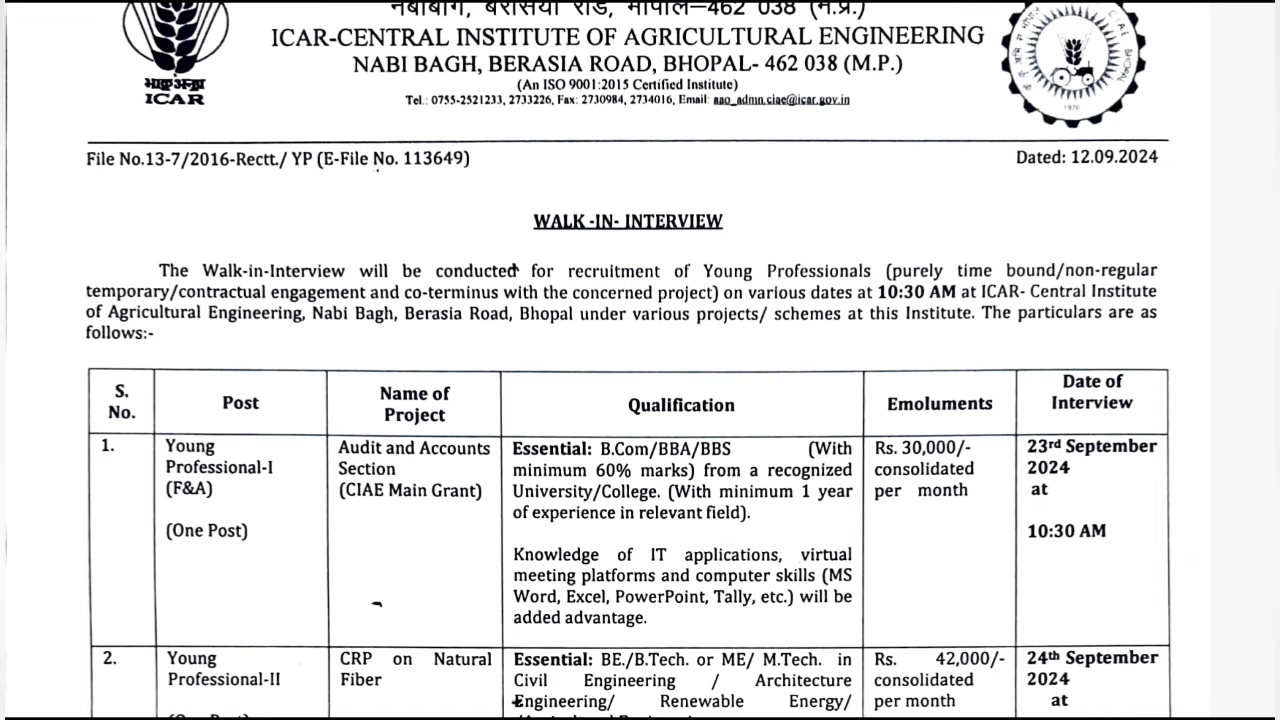 नबीबाग, बैरसिया रोड, भोपाल–462 038 (म.प्र.)
ICAR-CENTRAL INSTITUTE OF AGRICULTURAL ENGINEERING
NABI BAGH, BERASIA ROAD, BHOPAL- 462 038 (M.P.)
(An ISO 9001:2015 Certified Institute)
Tel.: 0755-2521233, 2733226, Fax: 2730984, 2734016, Email: aao_admn.ciae@icar.gov.in
भाकृअनुप
ICAR
CIAE BHOPAL
1976
File No.13-7/2016-Rectt./ YP (E-File No. 113649)
Dated: 12.09.2024
WALK -IN- INTERVIEW
The Walk-in-Interview will be conducted for recruitment of Young Professionals (purely time bound/non-regular
temporary/contractual engagement and co-terminus with the concerned project) on various dates at 10:30 AM at ICAR- Central Institute
of Agricultural Engineering, Nabi Bagh, Berasia Road, Bhopal under various projects/ schemes at this Institute. The particulars are as
follows:-
S.
No.
Post
Name of
Project
Qualification
Emoluments
Date of
Interview
1.
Young
Professional-I
(F&A)
(One Post)
Audit and Accounts
Section
(CIAE Main Grant)
Essential: B.Com/BBA/BBS (With
minimum 60% marks) from a recognized
University/College. (With minimum 1 year
of experience in relevant field).
Knowledge of IT applications, virtual
meeting platforms and computer skills (MS
Word, Excel, PowerPoint, Tally, etc.) will be
added advantage.
Rs. 30,000/-
consolidated
per month
23rd September
2024
at
10:30 AM
2.
Young
Professional-II
CRP on Natural
Fiber
Essential: BE./B.Tech. or ME/ M.Tech. in
Civil Engineering / Architecture
Engineering/ Renewable Energy/
Rs. 42,000/-
consolidated
per month
24th September
2024
at